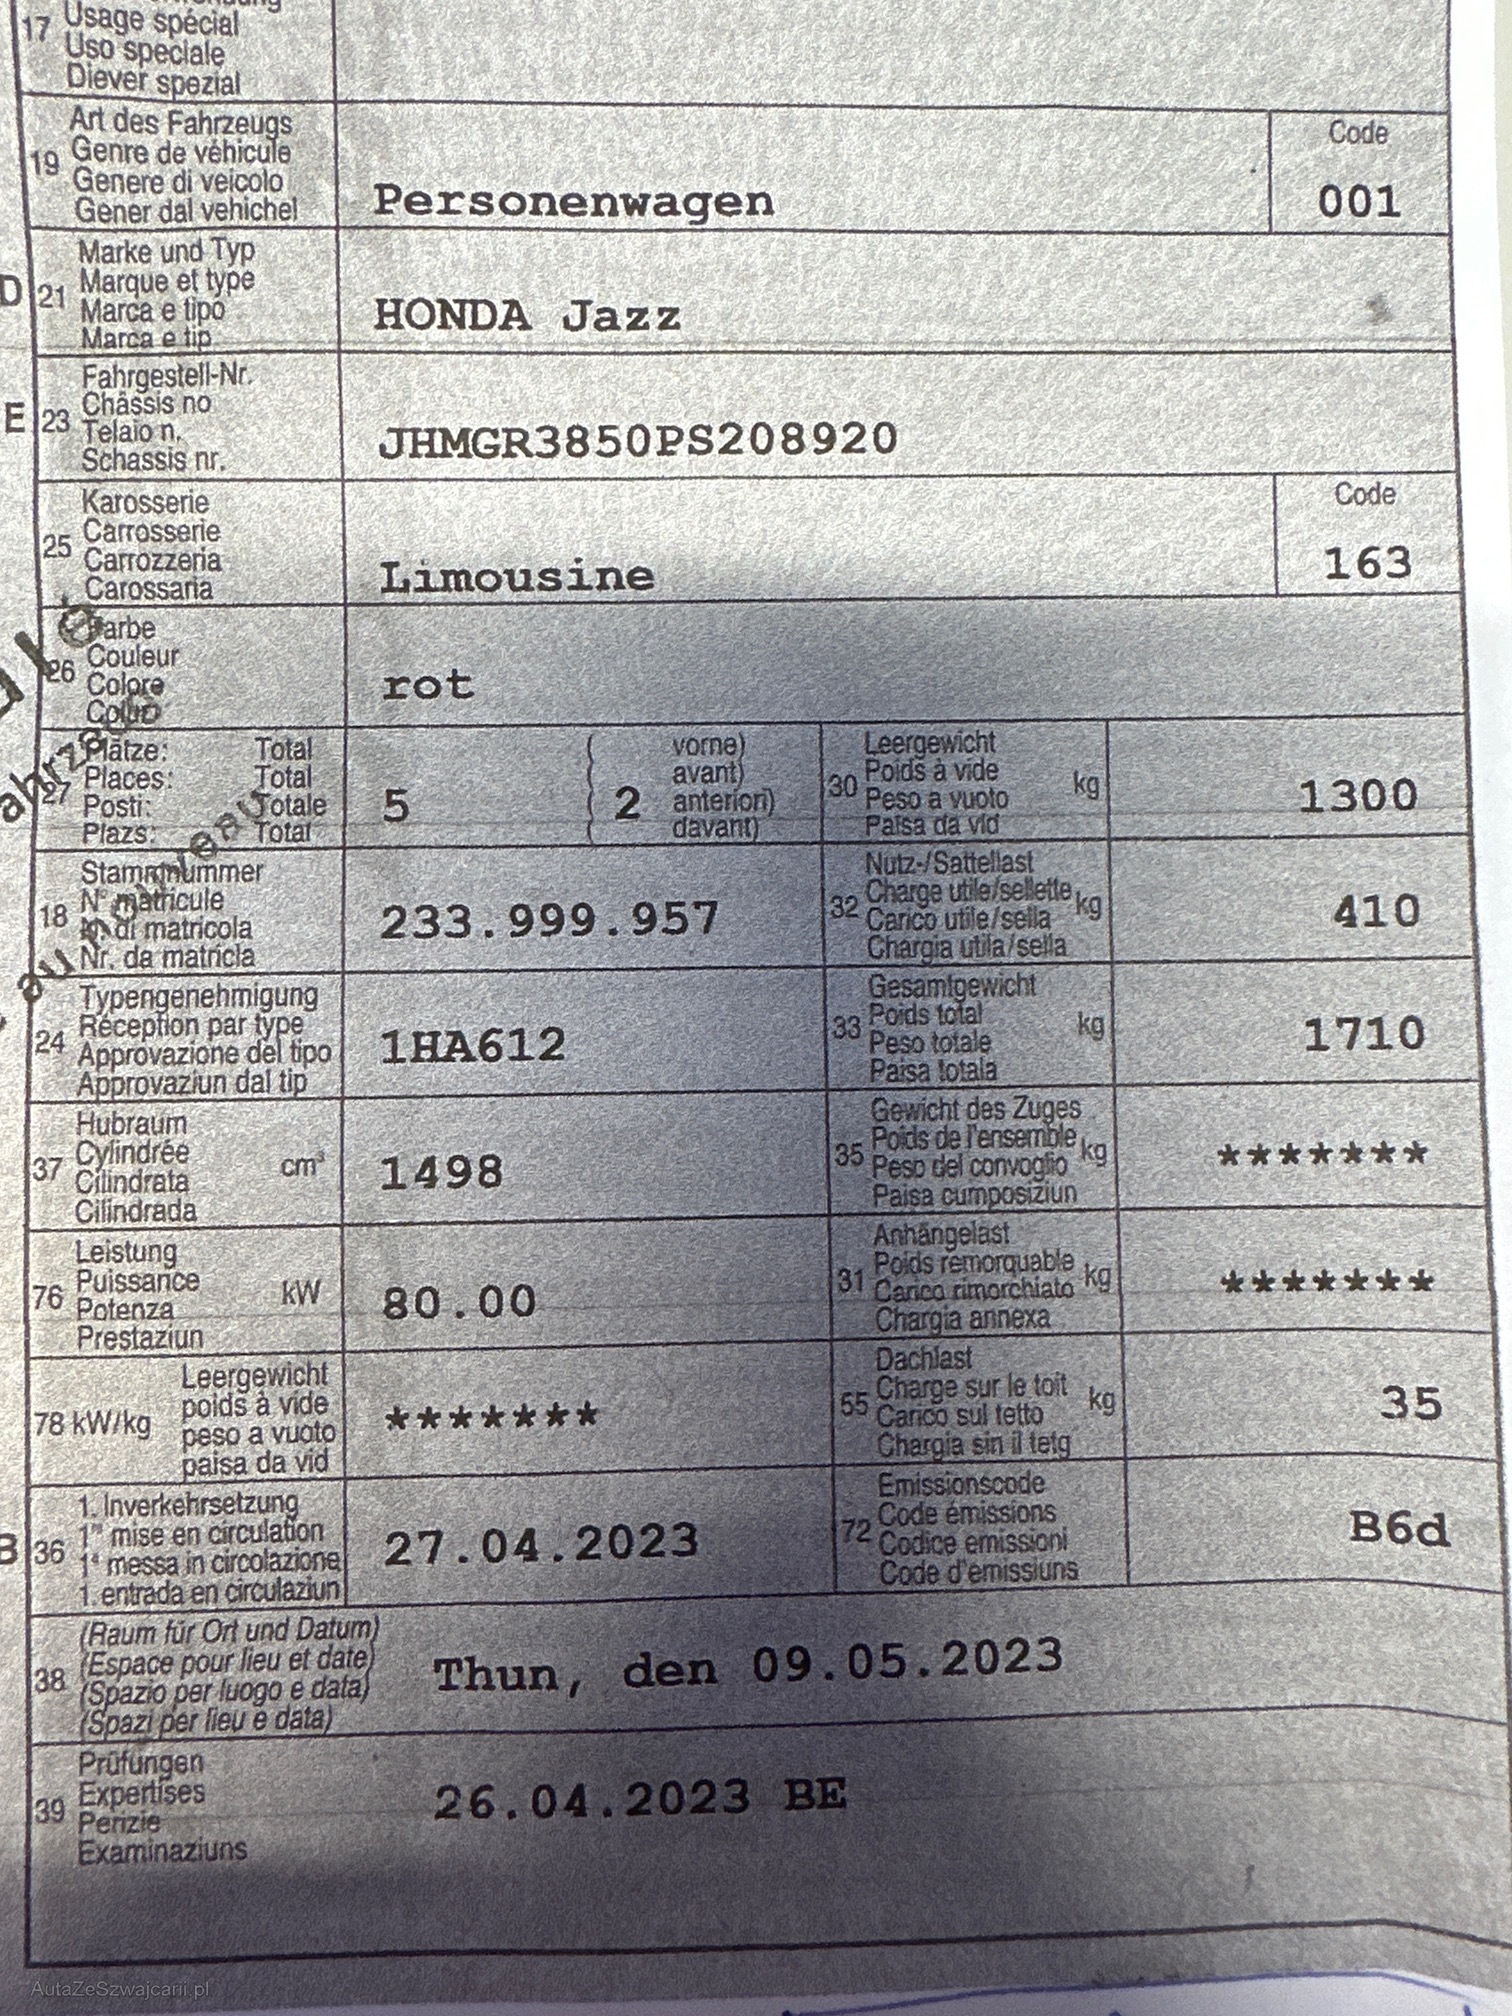 17 Usage spécial
Uso speciale
Diever spezial
Art des Fahrzeugs
19 Genre de véhicule
Genere di veicolo
Gener dal vehichel
Personenwagen
Code
001
Marke und Typ
D 21 Marque et type
Marca e tipo
Marca e tip
HONDA Jazz
Fahrgestell-Nr.
E 23 Châssis no
Telaio n.
Schassis nr.
JHMGR3850PS208920
Karosserie
25 Carrosserie
Carrozzeria
Carossaria
Limousine
Code
163
Farbe
26 Couleur
Colore
Colur
rot
Plätze: Total
27 Places: Total
Posti: Totale
Plazs: Total
5 ( 2 vorne)
avant)
anteriori)
davant)
Leergewicht
30 Poids à vide kg
Peso a vuoto
Paisa da vid
1300
Stammnummer
18 N° matricule
N. di matricola
Nr. da matricla
233.999.957
Nutz-/Sattellast
32 Charge utile/sellette kg
Carico utile/sella
Chargia utila/sella
410
Typengenehmigung
24 Réception par type
Approvazione del tipo
Approvaziun dal tip
1HA612
Gesamtgewicht
33 Poids total kg
Peso totale
Paisa totala
1710
Hubraum
37 Cylindrée cm³
Cilindrata
Cilindrada
1498
Gewicht des Zuges
35 Poids de l'ensemble kg
Peso del convoglio
Paisa cumposiziun
*******
Leistung
76 Puissance kW
Potenza
Prestaziun
80.00
Anhängelast
31 Poids remorquable kg
Carico rimorchiato
Chargia annexa
*******
Leergewicht
78 kW/kg poids à vide
peso a vuoto
paisa da vid
*******
Dachlast
55 Charge sur le toit kg
Carico sul tetto
Chargia sin il tetg
35
1. Inverkehrsetzung
B 36 1re mise en circulation
1a messa in circolazione
1. entrada en circulaziun
27.04.2023
Emissionscode
72 Code émissions
Codice emissioni
Code d'emissiuns
B6d
(Raum für Ort und Datum)
38 (Espace pour lieu et date)
(Spazio per luogo e data)
(Spazi per lieu e data)
Thun, den 09.05.2023
Prüfungen
39 Expertises
Perizie
Examinaziuns
26.04.2023 BE
AutaZeSzwajcarii.pl